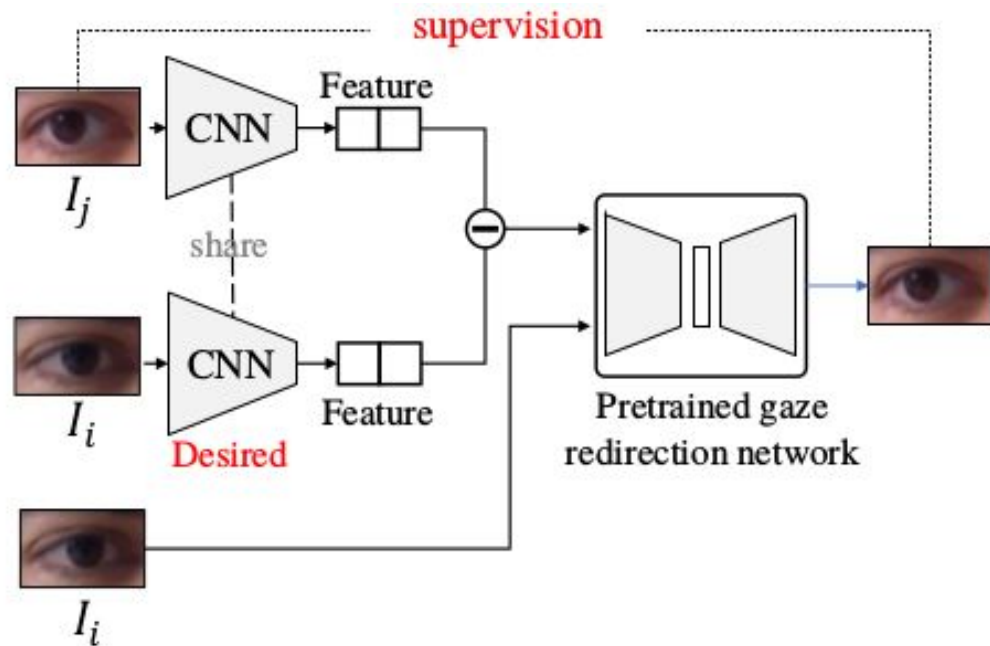 supervision
Feature
CNN
I_j
share
CNN
I_i
Feature
Desired
Pretrained gaze
redirection network
I_i